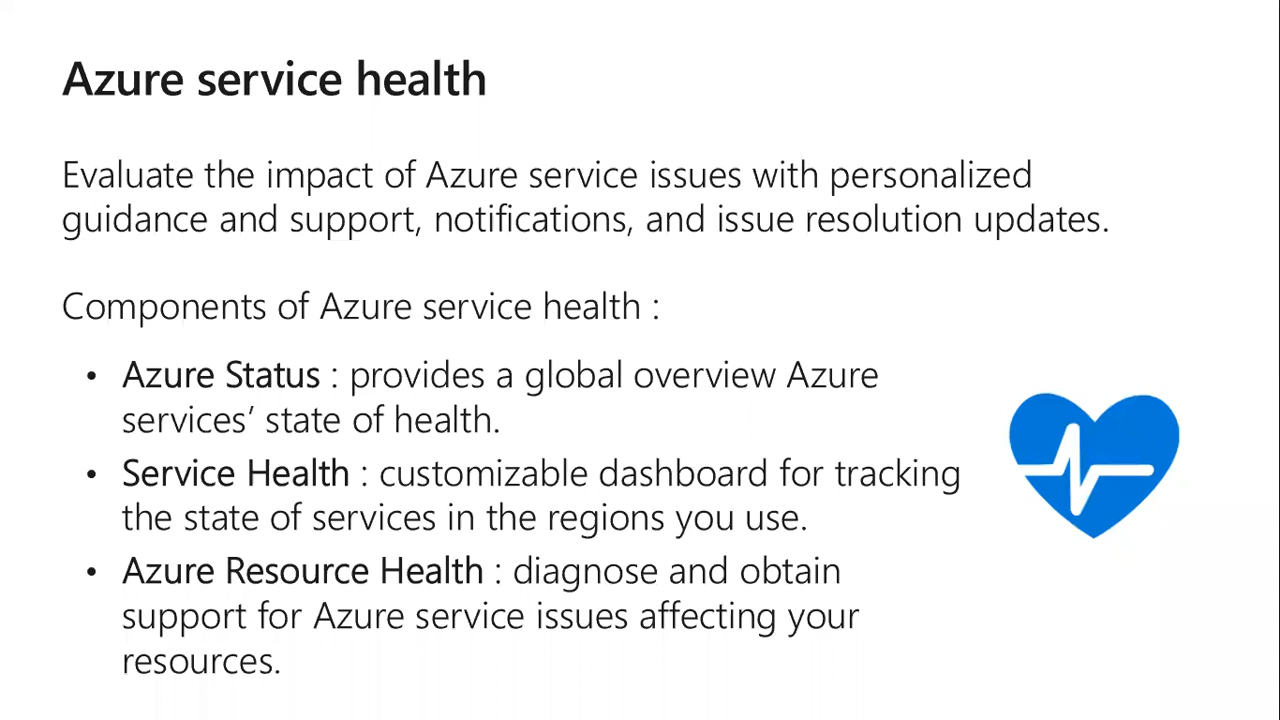 Azure service health
Evaluate the impact of Azure service issues with personalized
guidance and support, notifications, and issue resolution updates.
Components of Azure service health :
• Azure Status : provides a global overview Azure
services’ state of health.
• Service Health : customizable dashboard for tracking
the state of services in the regions you use.
• Azure Resource Health : diagnose and obtain
support for Azure service issues affecting your
resources.